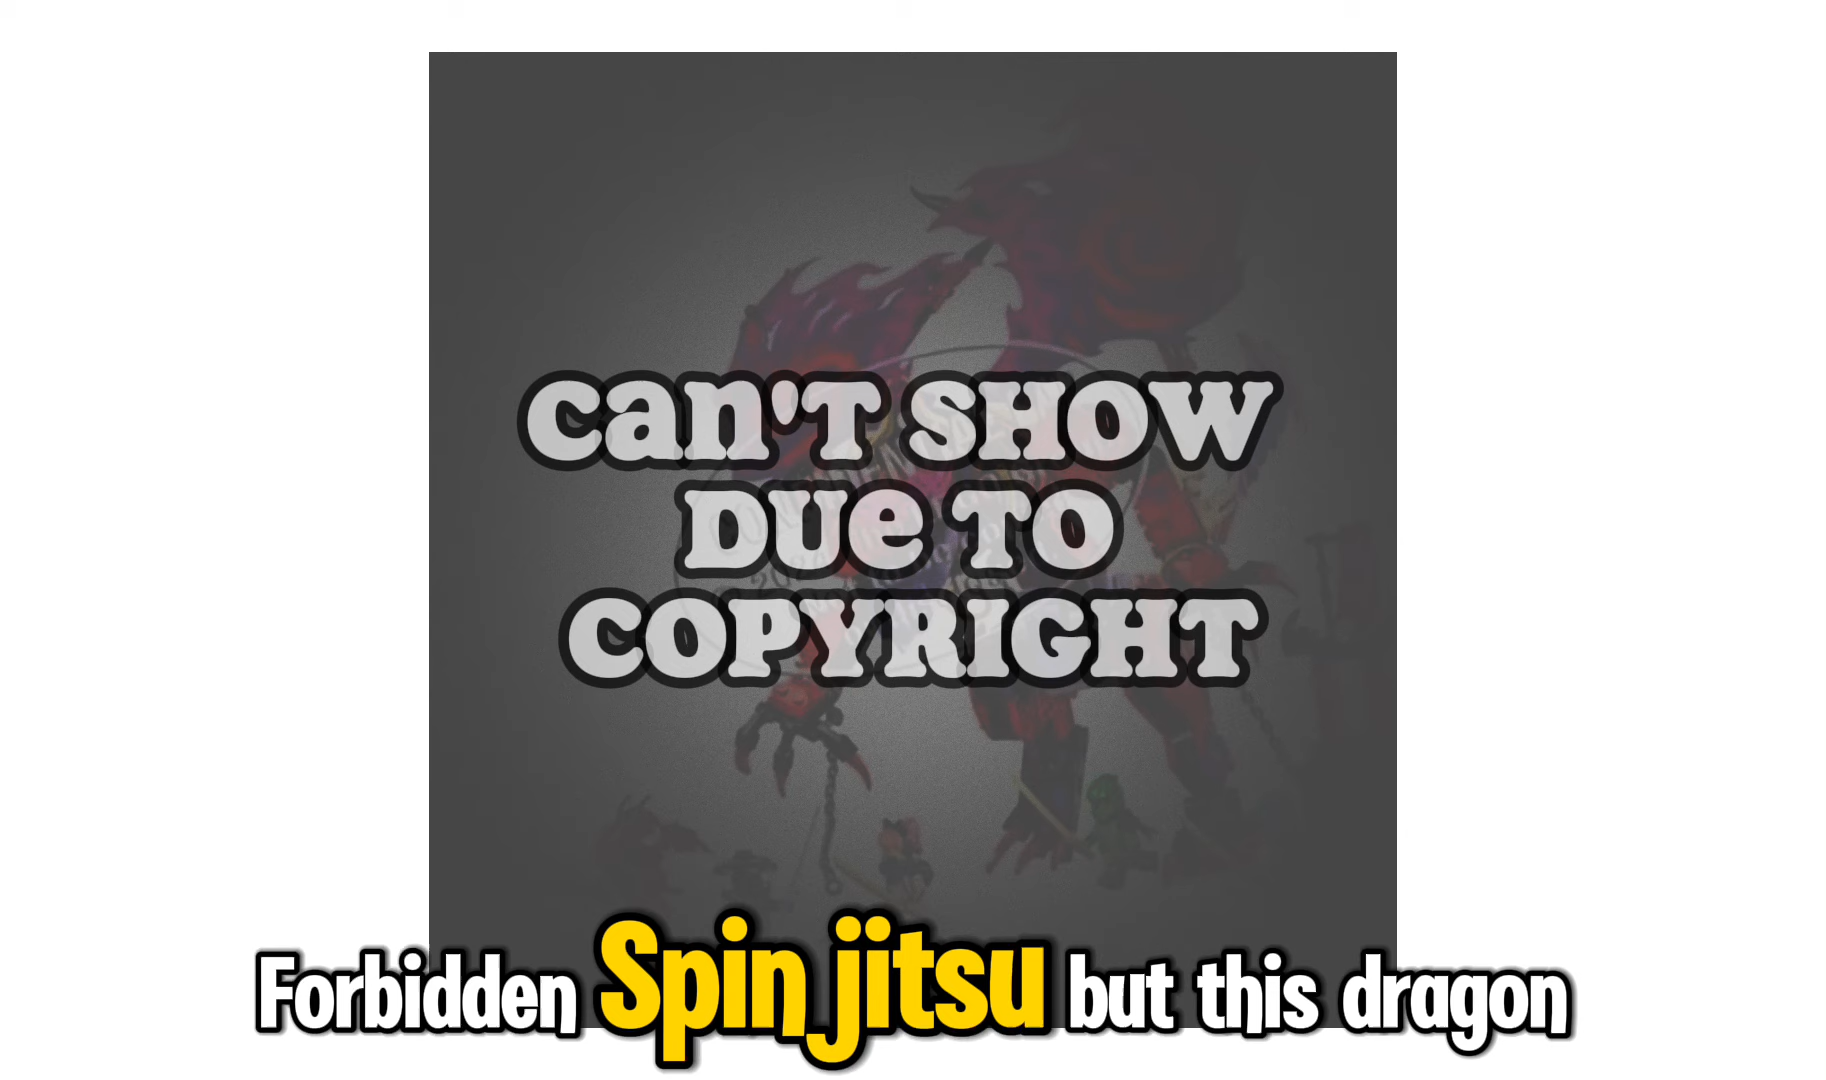 can't show
due to
copyright
Forbidden Spinjitsu but this dragon